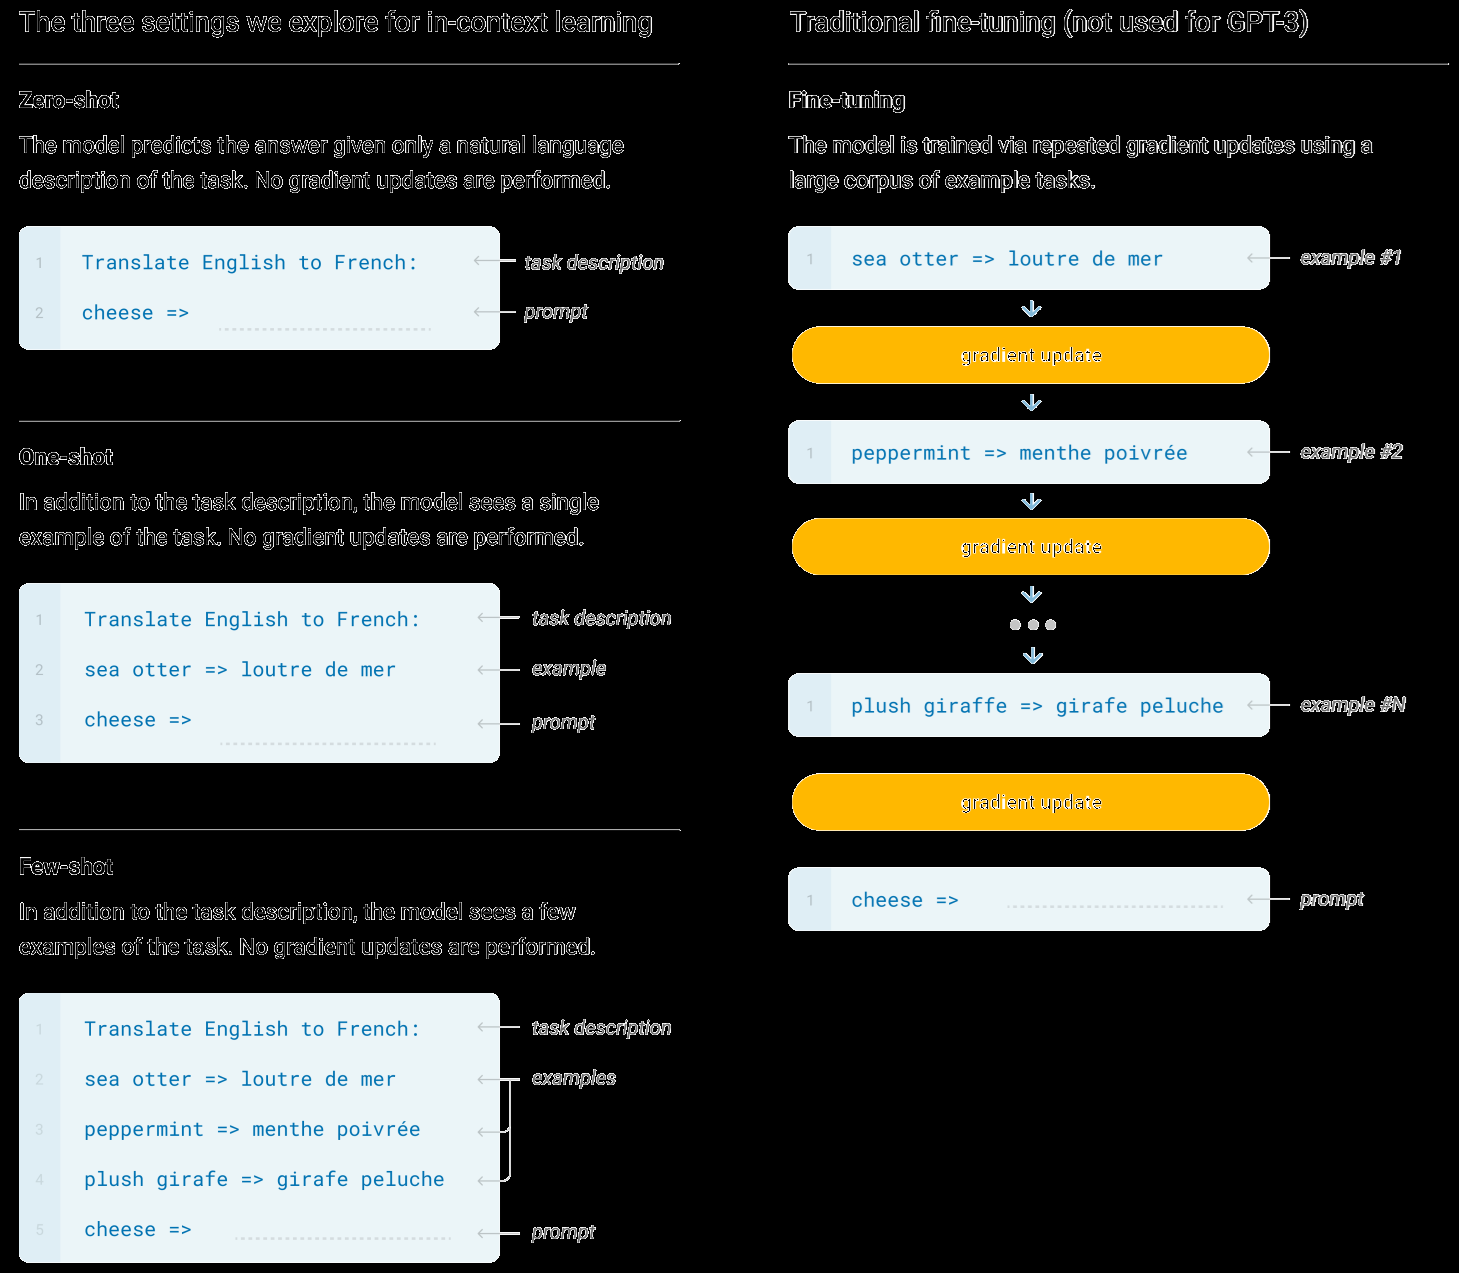 The three settings we explore for in-context learning
Zero-shot
The model predicts the answer given only a natural language
description of the task. No gradient updates are performed.
1 Translate English to French: task description
2 cheese => prompt
One-shot
In addition to the task description, the model sees a single
example of the task. No gradient updates are performed.
1 Translate English to French: task description
2 sea otter => loutre de mer example
3 cheese => prompt
Few-shot
In addition to the task description, the model sees a few
examples of the task. No gradient updates are performed.
1 Translate English to French: task description
2 sea otter => loutre de mer examples
3 peppermint => menthe poivrée
4 plush girafe => girafe peluche
5 cheese => prompt
Traditional fine-tuning (not used for GPT-3)
Fine-tuning
The model is trained via repeated gradient updates using a
large corpus of example tasks.
1 sea otter => loutre de mer example #1
gradient update
1 peppermint => menthe poivrée example #2
gradient update
1 plush giraffe => girafe peluche example #N
gradient update
1 cheese => prompt